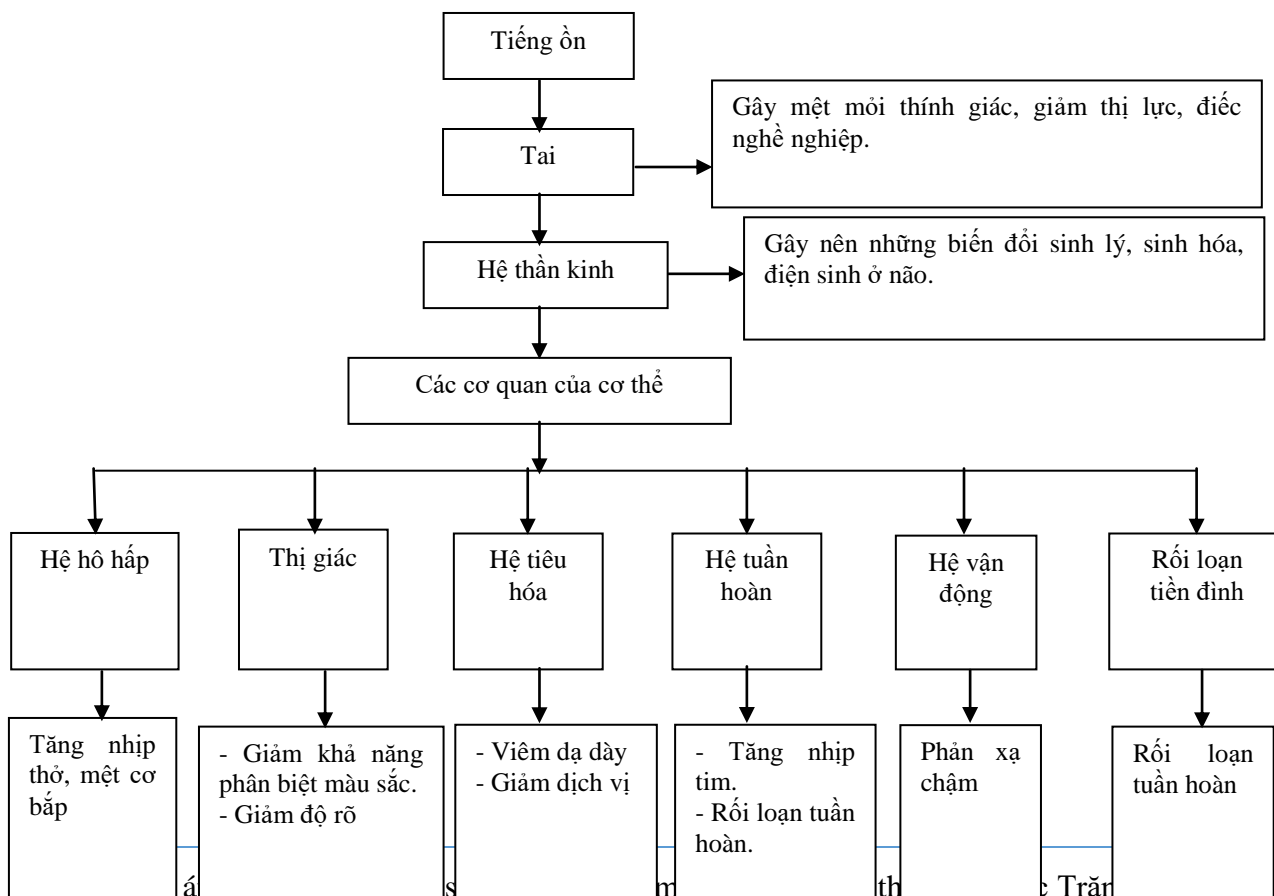 Tiếng ồn
Gây mệt mỏi thính giác, giảm thị lực, điếc
nghề nghiệp.
Tai
Gây nên những biến đổi sinh lý, sinh hóa,
điện sinh ở não.
Hệ thần kinh
Các cơ quan của cơ thể
Hệ hô hấp
Thị giác
Hệ tiêu
hóa
Hệ tuần
hoàn
Hệ vận
động
Rối loạn
tiền đình
Tăng nhịp
thở, mệt cơ
bắp
- Giảm khả năng
phân biệt màu sắc.
- Giảm độ rõ
- Viêm dạ dày
- Giảm dịch vị
- Tăng nhịp
tim.
- Rối loạn tuần
hoàn.
Phản xạ
chậm
Rối loạn
tuần hoàn